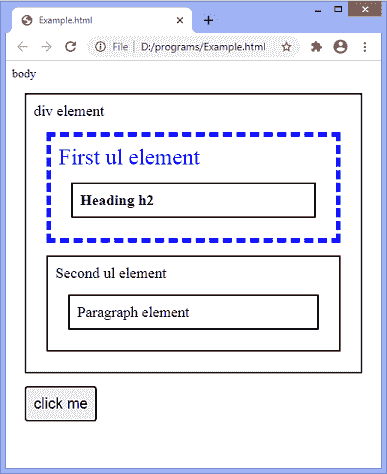 Example.html
File | D:/programs/Example.html
body
div element
First ul element
Heading h2
Second ul element
Paragraph element
click me